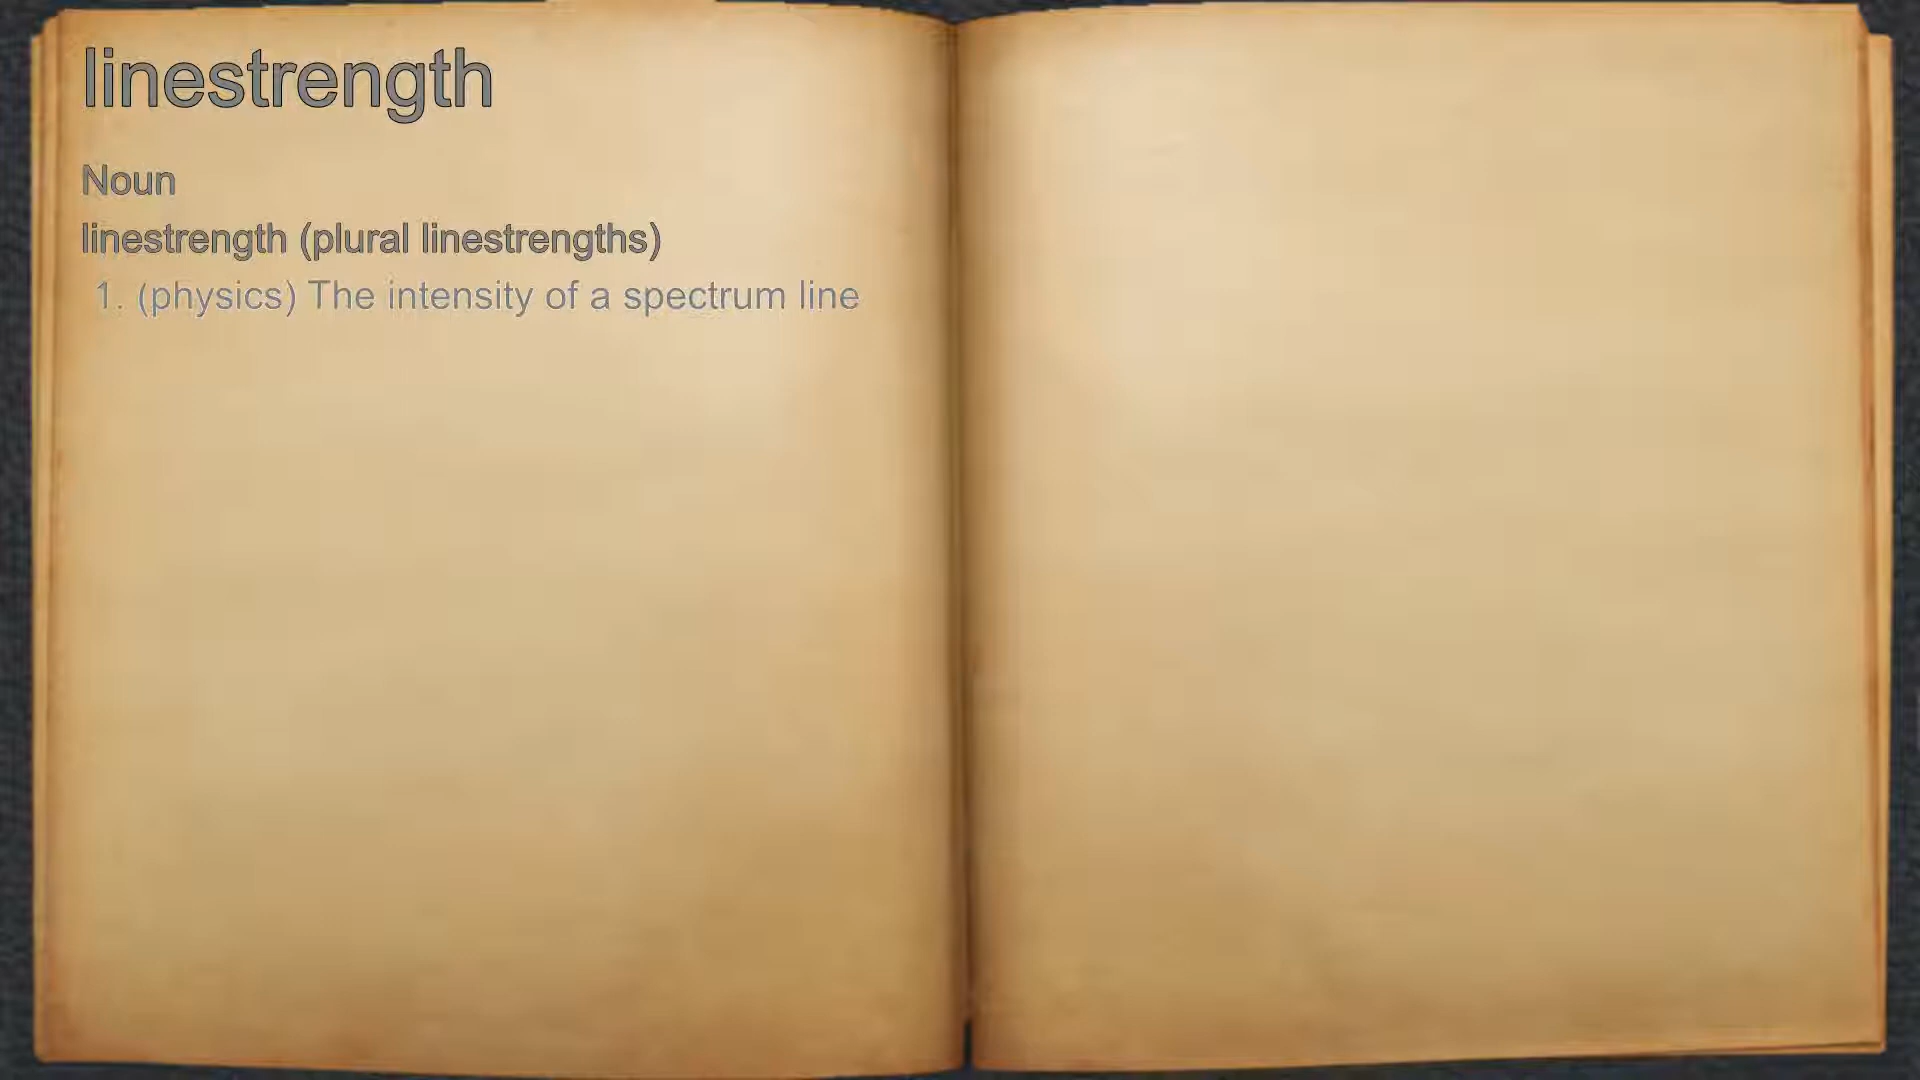 linestrength
Noun
linestrength (plural linestrengths)
1. (physics) The intensity of a spectrum line